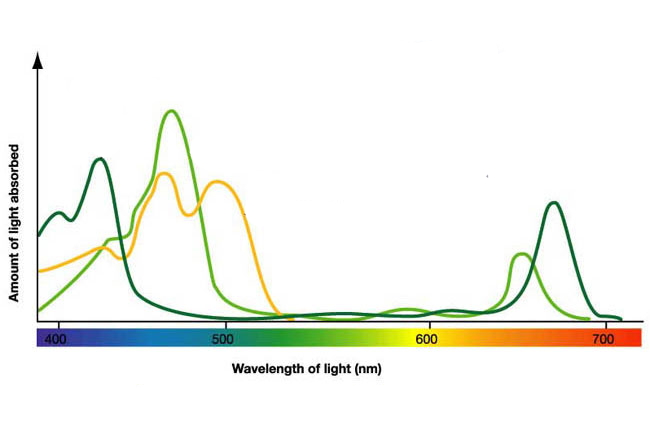 Amount of light absorbed
400 500 600 700
Wavelength of light (nm)